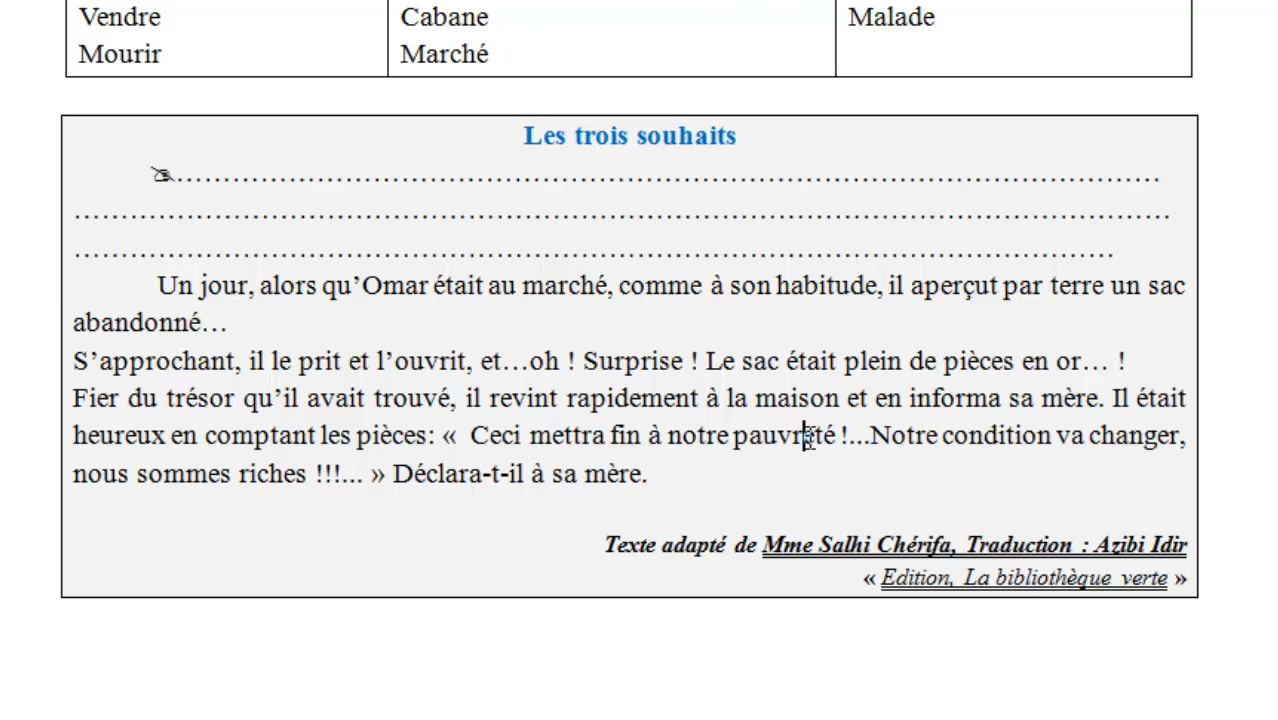 Vendre Cabane Malade
Mourir Marché
Les trois souhaits
✎……………………………………………………………………………………………
………………………………………………………………………………………………………
…………………………………………………………………………………………………
Un jour, alors qu’Omar était au marché, comme à son habitude, il aperçut par terre un sac
abandonné…
S’approchant, il le prit et l’ouvrit, et…oh ! Surprise ! Le sac était plein de pièces en or… !
Fier du trésor qu’il avait trouvé, il revint rapidement à la maison et en informa sa mère. Il était
heureux en comptant les pièces: « Ceci mettra fin à notre pauvreté !...Notre condition va changer,
nous sommes riches !!!... » Déclara-t-il à sa mère.
Texte adapté de Mme Salhi Chérifa, Traduction : Azibi Idir
« Edition, La bibliothèque verte »